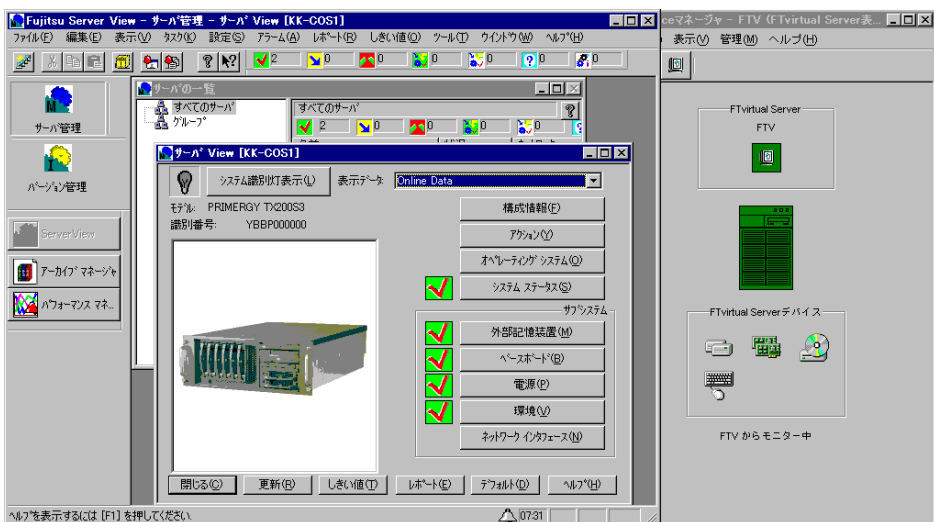 Fujitsu Server View - サーバ管理 - サーバ View [KK-COS1]
ファイル(F) 編集(E) 表示(V) タスク(K) 設定(S) アラーム(A) レポート(R) しきい値(O) ツール(T) ウインドウ(W) ヘルプ(H)
2 0 0 0 0 0 0
サーバ管理
バージョン管理
ServerView
アーカイブ マネージャ
パフォーマンス マネ...
サーバの一覧
すべてのサーバ
グループ
すべてのサーバ
2 0 0 0 0
サーバ View [KK-COS1]
システム識別灯表示(L) 表示データ: Online Data
モデル: PRIMERGY TX200S3
識別番号: YBBP000000
構成情報(F)
アクション(Y)
オペレーティング システム(O)
システム ステータス(S)
サブシステム
外部記憶装置(M)
ベースボード(B)
電源(P)
環境(V)
ネットワーク インタフェース(N)
閉じる(C) 更新(R) しきい値(T) レポート(E) デフォルト(D) ヘルプ(H)
ヘルプを表示するには [F1] を押してください。 07:31
ceマネージャ - FTV (FTvirtual Server表...
表示(V) 管理(M) ヘルプ(H)
FTvirtual Server
FTV
FTvirtual Serverデバイス
FTV からモニター中